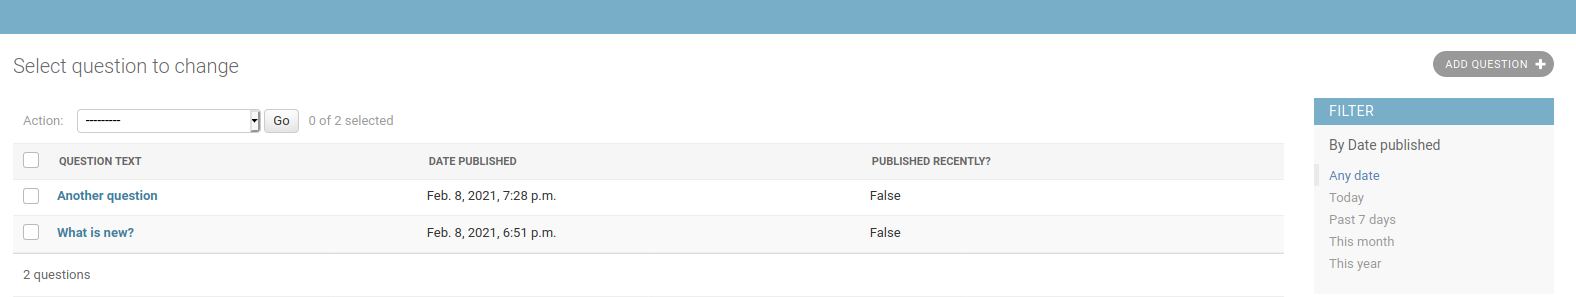 Select question to change
ADD QUESTION +
Action: --------- Go 0 of 2 selected
QUESTION TEXT DATE PUBLISHED PUBLISHED RECENTLY?
Another question Feb. 8, 2021, 7:28 p.m. False
What is new? Feb. 8, 2021, 6:51 p.m. False
2 questions
FILTER
By Date published
Any date
Today
Past 7 days
This month
This year